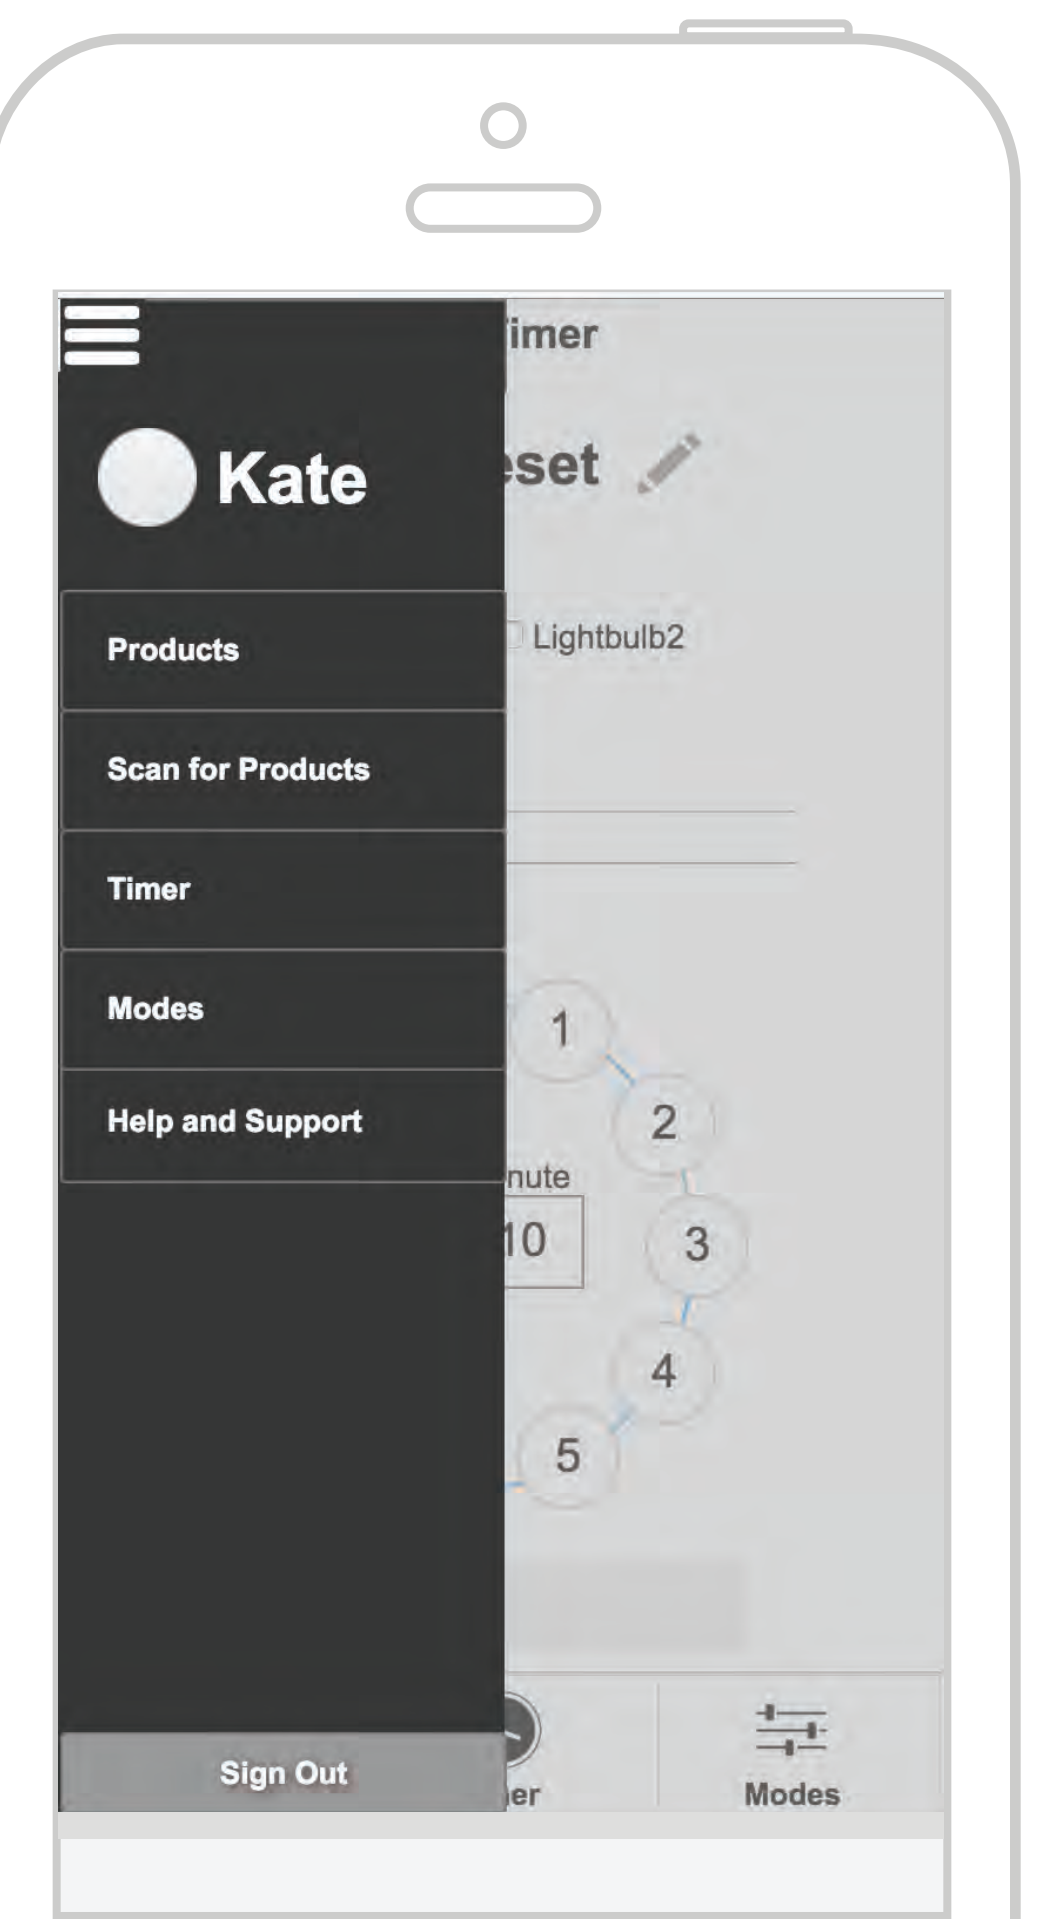 imer
Kate
eset
Products
Lightbulb2
Scan for Products
Timer
Modes
1
Help and Support
2
nute
10
3
4
5
Sign Out
er
Modes